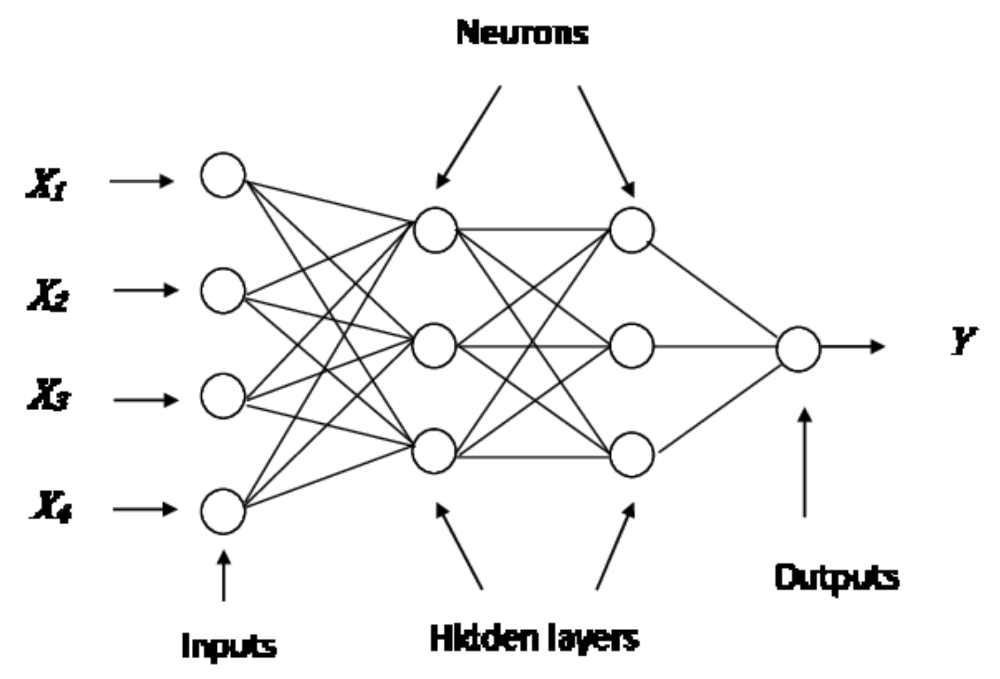 Neurons
X1
X2
X3
X4
Y
Outputs
Hidden layers
Inputs